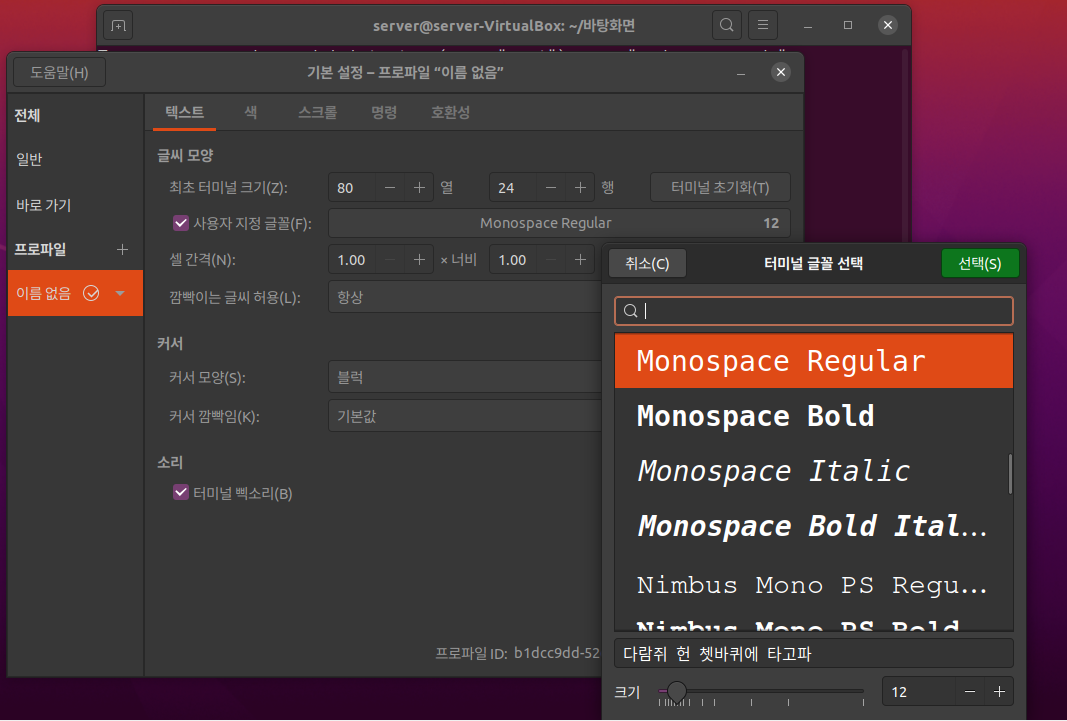 server@server-VirtualBox: ~/바탕화면
도움말(H)
기본 설정 – 프로파일 “이름 없음”
전체
일반
바로 가기
프로파일
이름 없음
텍스트 색 스크롤 명령 호환성
글씨 모양
최초 터미널 크기(Z): 80 열 24 행 터미널 초기화(T)
사용자 지정 글꼴(F): Monospace Regular 12
셀 간격(N): 1.00 × 너비 1.00
깜빡이는 글씨 허용(L): 항상
커서
커서 모양(S): 블럭
커서 깜빡임(K): 기본값
소리
터미널 삑소리(B)
프로파일 ID: b1dcc9dd-52
취소(C) 터미널 글꼴 선택 선택(S)
Monospace Regular
Monospace Bold
Monospace Italic
Monospace Bold Ital…
Nimbus Mono PS Regu…
Nimbus Mono PS Bold
다람쥐 헌 쳇바퀴에 타고파
크기 12